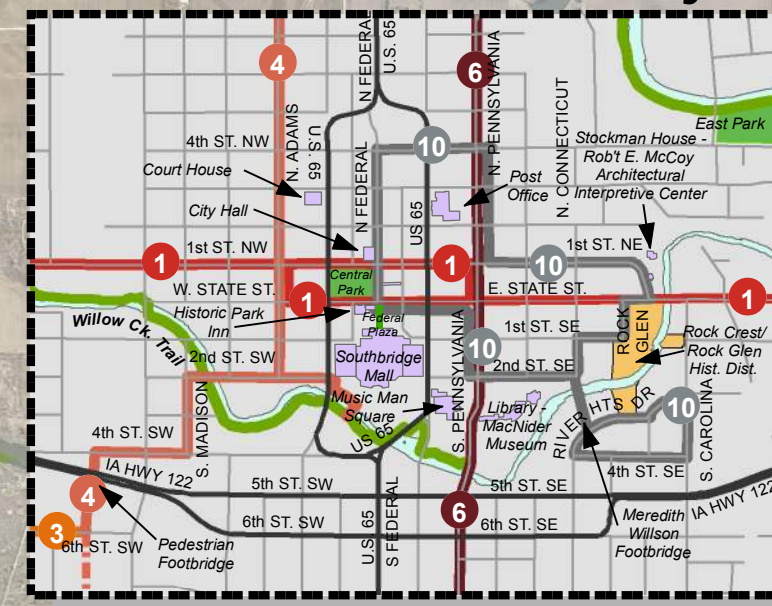 4
6
N FEDERAL
U.S. 65
N. PENNSYLVANIA
N. ADAMS
U.S. 65
N. CONNECTICUT
East Park
4th ST. NW
10
Stockman House -
Rob't E. McCoy
Architectural
Interpretive Center
Court House
N FEDERAL
Post
Office
City Hall
US 65
1st ST. NW
1
1
10
1st ST. NE
Central
Park
W. STATE ST.
1
E. STATE ST.
1
Historic Park
Inn
Federal
Plaza
1st ST. SE
ROCK
GLEN
Rock Crest/
Rock Glen
Hist. Dist.
Willow Ck. Trail
2nd ST. SW
Southbridge
Mall
S. PENNSYLVANIA
10
2nd ST. SE
Music Man
Square
Library -
MacNider
Museum
RIVER HTS DR
10
S. CAROLINA
S. MADISON
4th ST. SW
US 65
4th ST. SE
IA HWY 122
5th ST. SW
5th ST. SE
IA HWY 122
4
6
3
6th ST. SW
Pedestrian
Footbridge
6th ST. SW
U.S. 65
S FEDERAL
6th ST. SE
Meredith
Willson
Footbridge